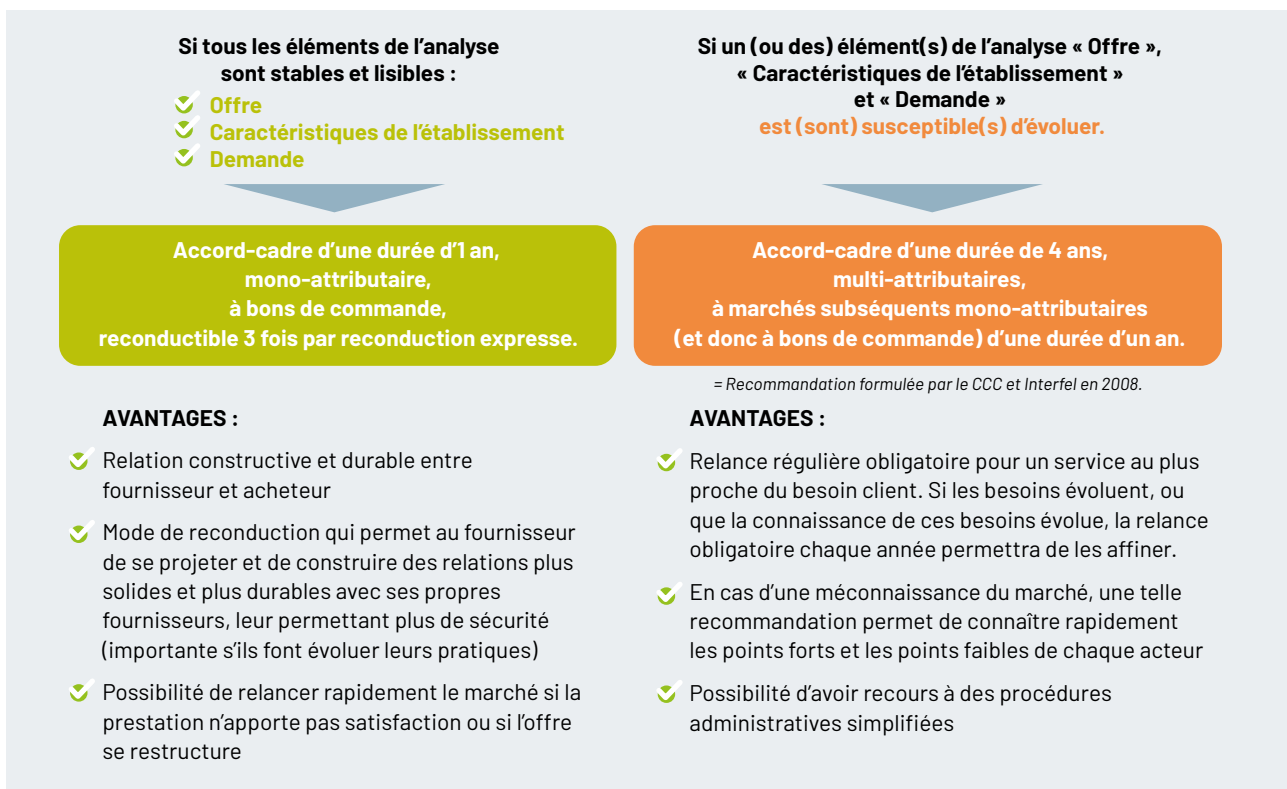 Si tous les éléments de l'analyse
sont stables et lisibles :
Offre
Caractéristiques de l'établissement
Demande
Accord-cadre d'une durée d'1 an,
mono-attributaire,
à bons de commande,
reconductible 3 fois par reconduction expresse.
AVANTAGES :
Relation constructive et durable entre
fournisseur et acheteur
Mode de reconduction qui permet au fournisseur
de se projeter et de construire des relations plus
solides et plus durables avec ses propres
fournisseurs, leur permettant plus de sécurité
(importante s'ils font évoluer leurs pratiques)
Possibilité de relancer rapidement le marché si la
prestation n'apporte pas satisfaction ou si l'offre
se restructure
Si un (ou des) élément(s) de l'analyse « Offre »,
« Caractéristiques de l'établissement »
et « Demande »
est (sont) susceptible(s) d'évoluer.
Accord-cadre d'une durée de 4 ans,
multi-attributaires,
à marchés subséquents mono-attributaires
(et donc à bons de commande) d'une durée d'un an.
= Recommandation formulée par le CCC et Interfel en 2008.
AVANTAGES :
Relance régulière obligatoire pour un service au plus
proche du besoin client. Si les besoins évoluent, ou
que la connaissance de ces besoins évolue, la relance
obligatoire chaque année permettra de les affiner.
En cas d'une méconnaissance du marché, une telle
recommandation permet de connaître rapidement
les points forts et les points faibles de chaque acteur
Possibilité d'avoir recours à des procédures
administratives simplifiées